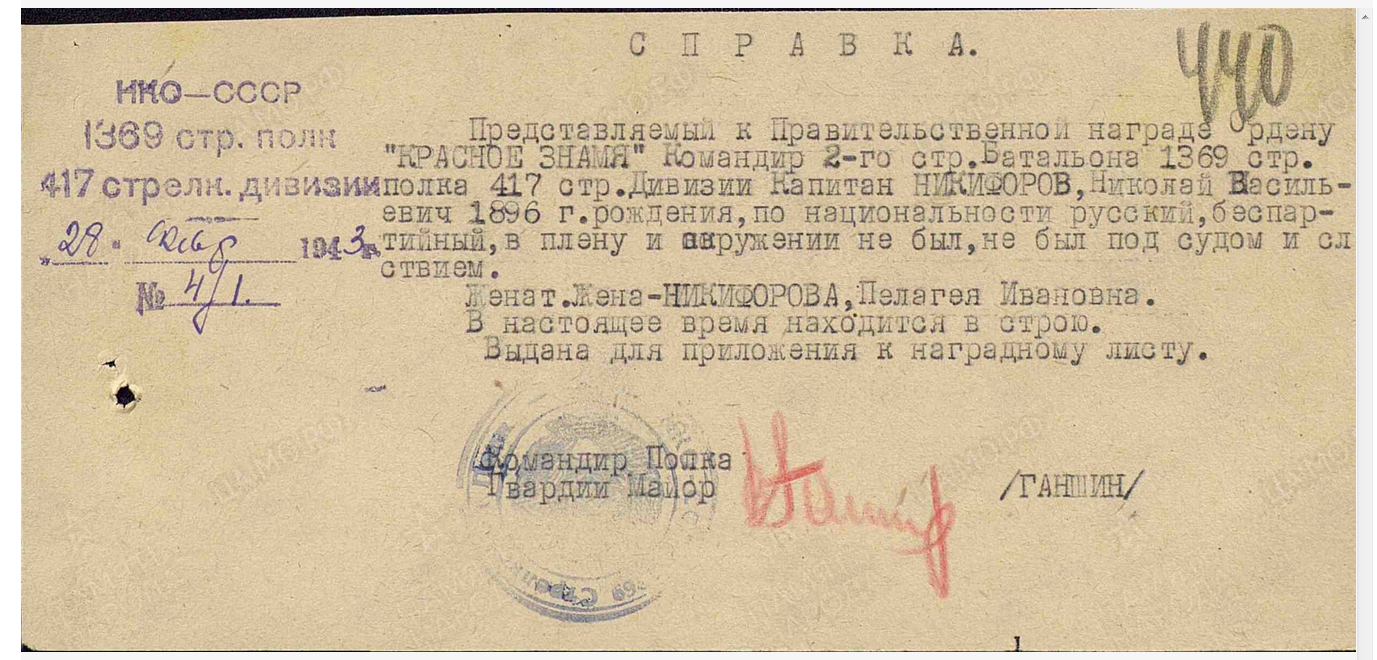 С П Р А В К А.
440
НКО—СССР
1369 стр. полк
417 стрелк. дивизии
"28" 1943 г.
№ 4/1.
Представляемый к Правительственной награде Ордену
"КРАСНОЕ ЗНАМЯ" Командир 2-го стр.Батальона 1369 стр.
полка 417 стр.Дивизии Капитан НИКИФОРОВ,Николай Василь-
евич 1896 г.рождения,по национальности русский,беспар-
тийный,в плену и окружении не был,не был под судом и сл
ствием.
Женат.Жена-НИКИФОРОВА,Пелагея Ивановна.
В настоящее время находится в строю.
Выдана для приложения к наградному листу.
Командир Полка
Гвардии Майор /ГАНШИН/
1